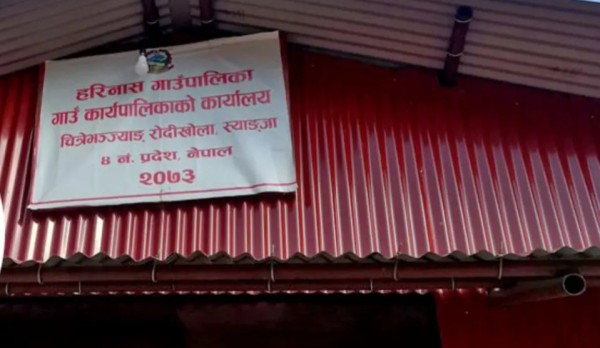 हरिनास गाउँपालिका
गाउँ कार्यपालिकाको कार्यालय
चित्रेभञ्ज्याङ्, रोदीखोला, स्याङ्जा
४ नं. प्रदेश, नेपाल
२०७३